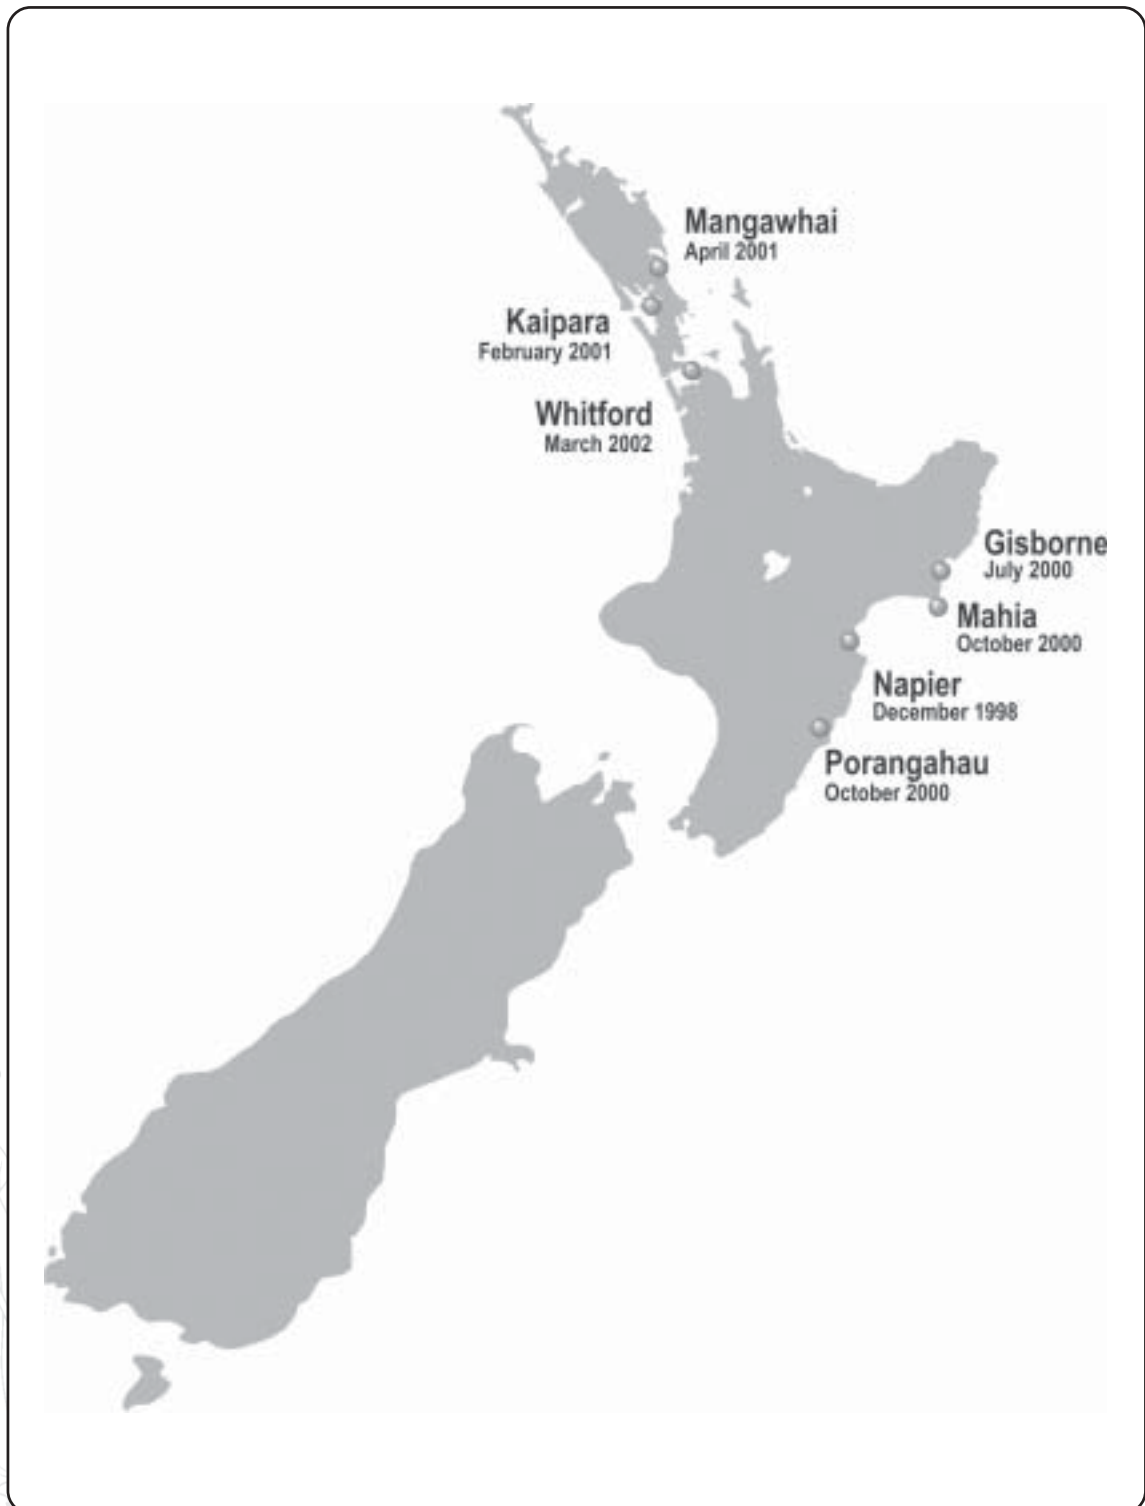 Mangawhai
April 2001
Kaipara
February 2001
Whitford
March 2002
Gisborne
July 2000
Mahia
October 2000
Napier
December 1998
Porangahau
October 2000